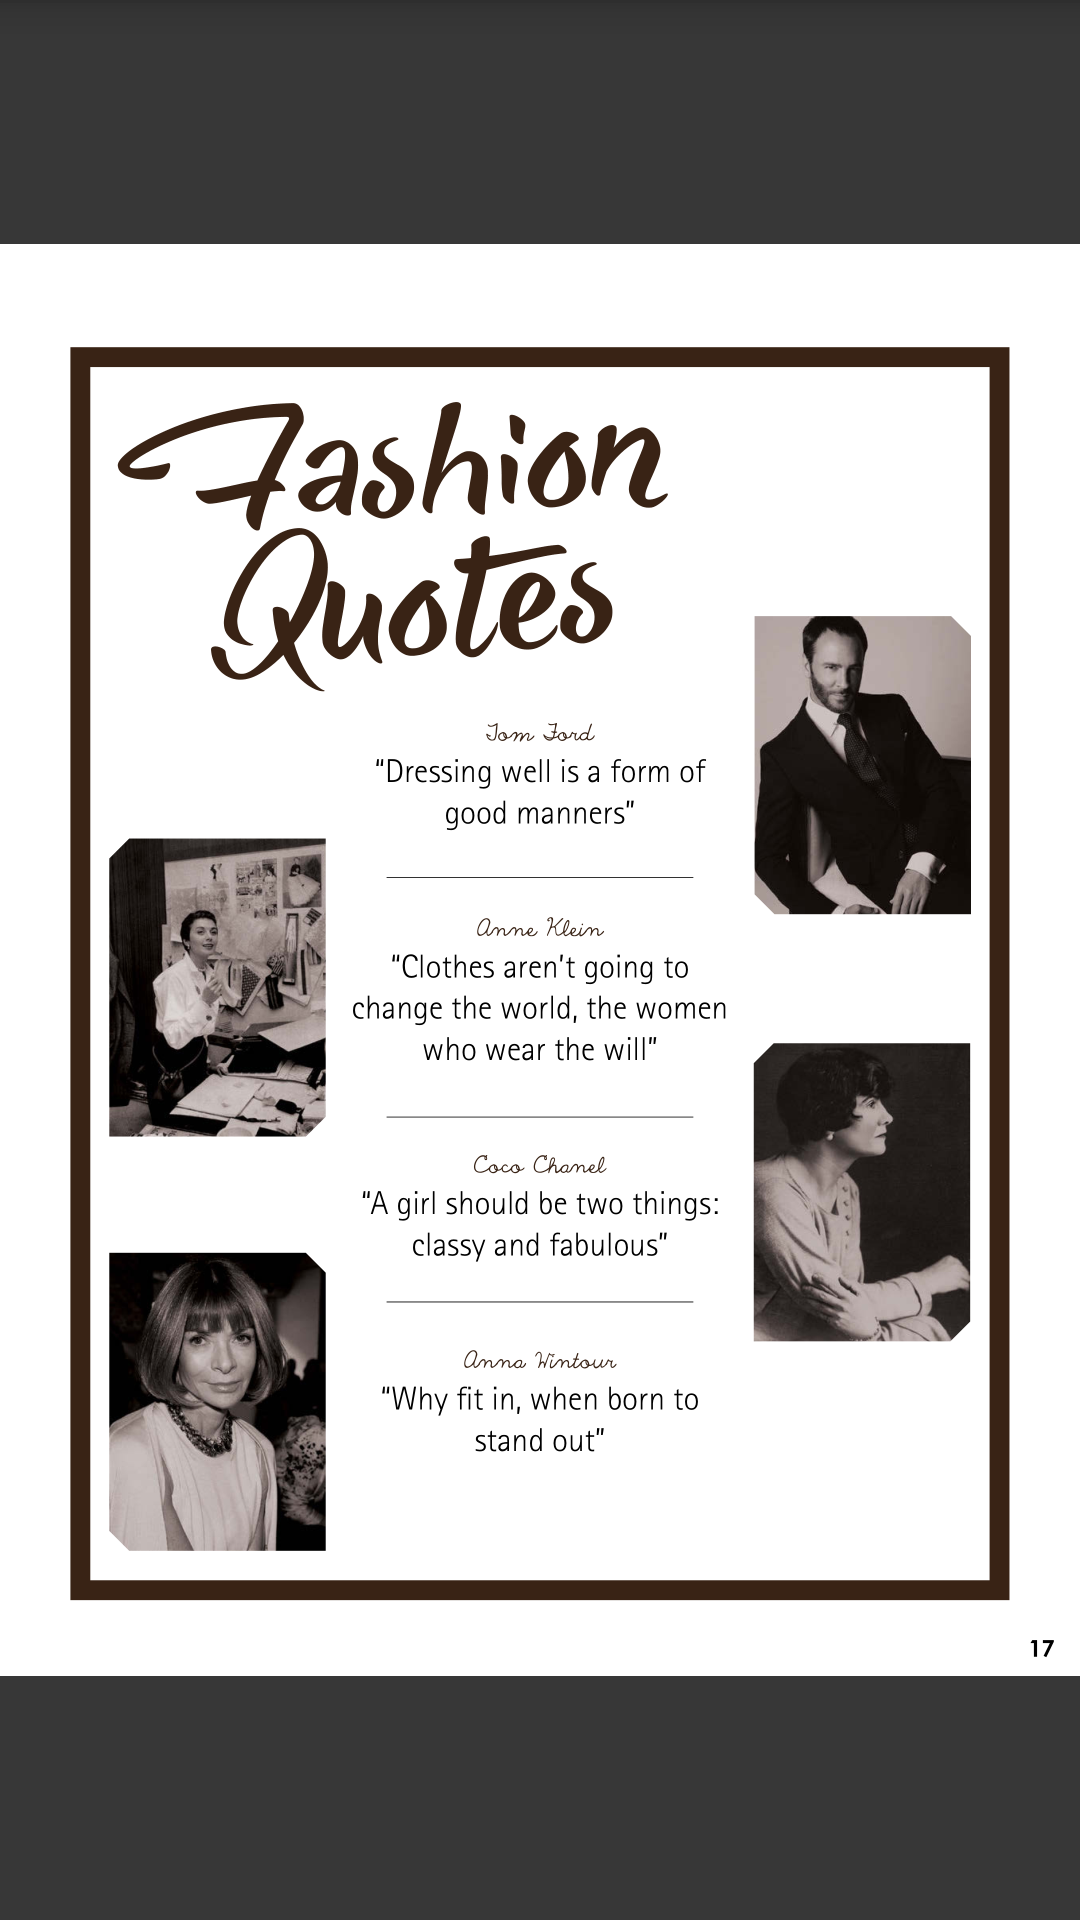 Fashion
Quotes
Tom Ford
“Dressing well is a form of
good manners”
Anne Klein
“Clothes aren’t going to
change the world, the women
who wear the will”
Coco Chanel
“A girl should be two things:
classy and fabulous”
Anna Wintour
“Why fit in, when born to
stand out”
17